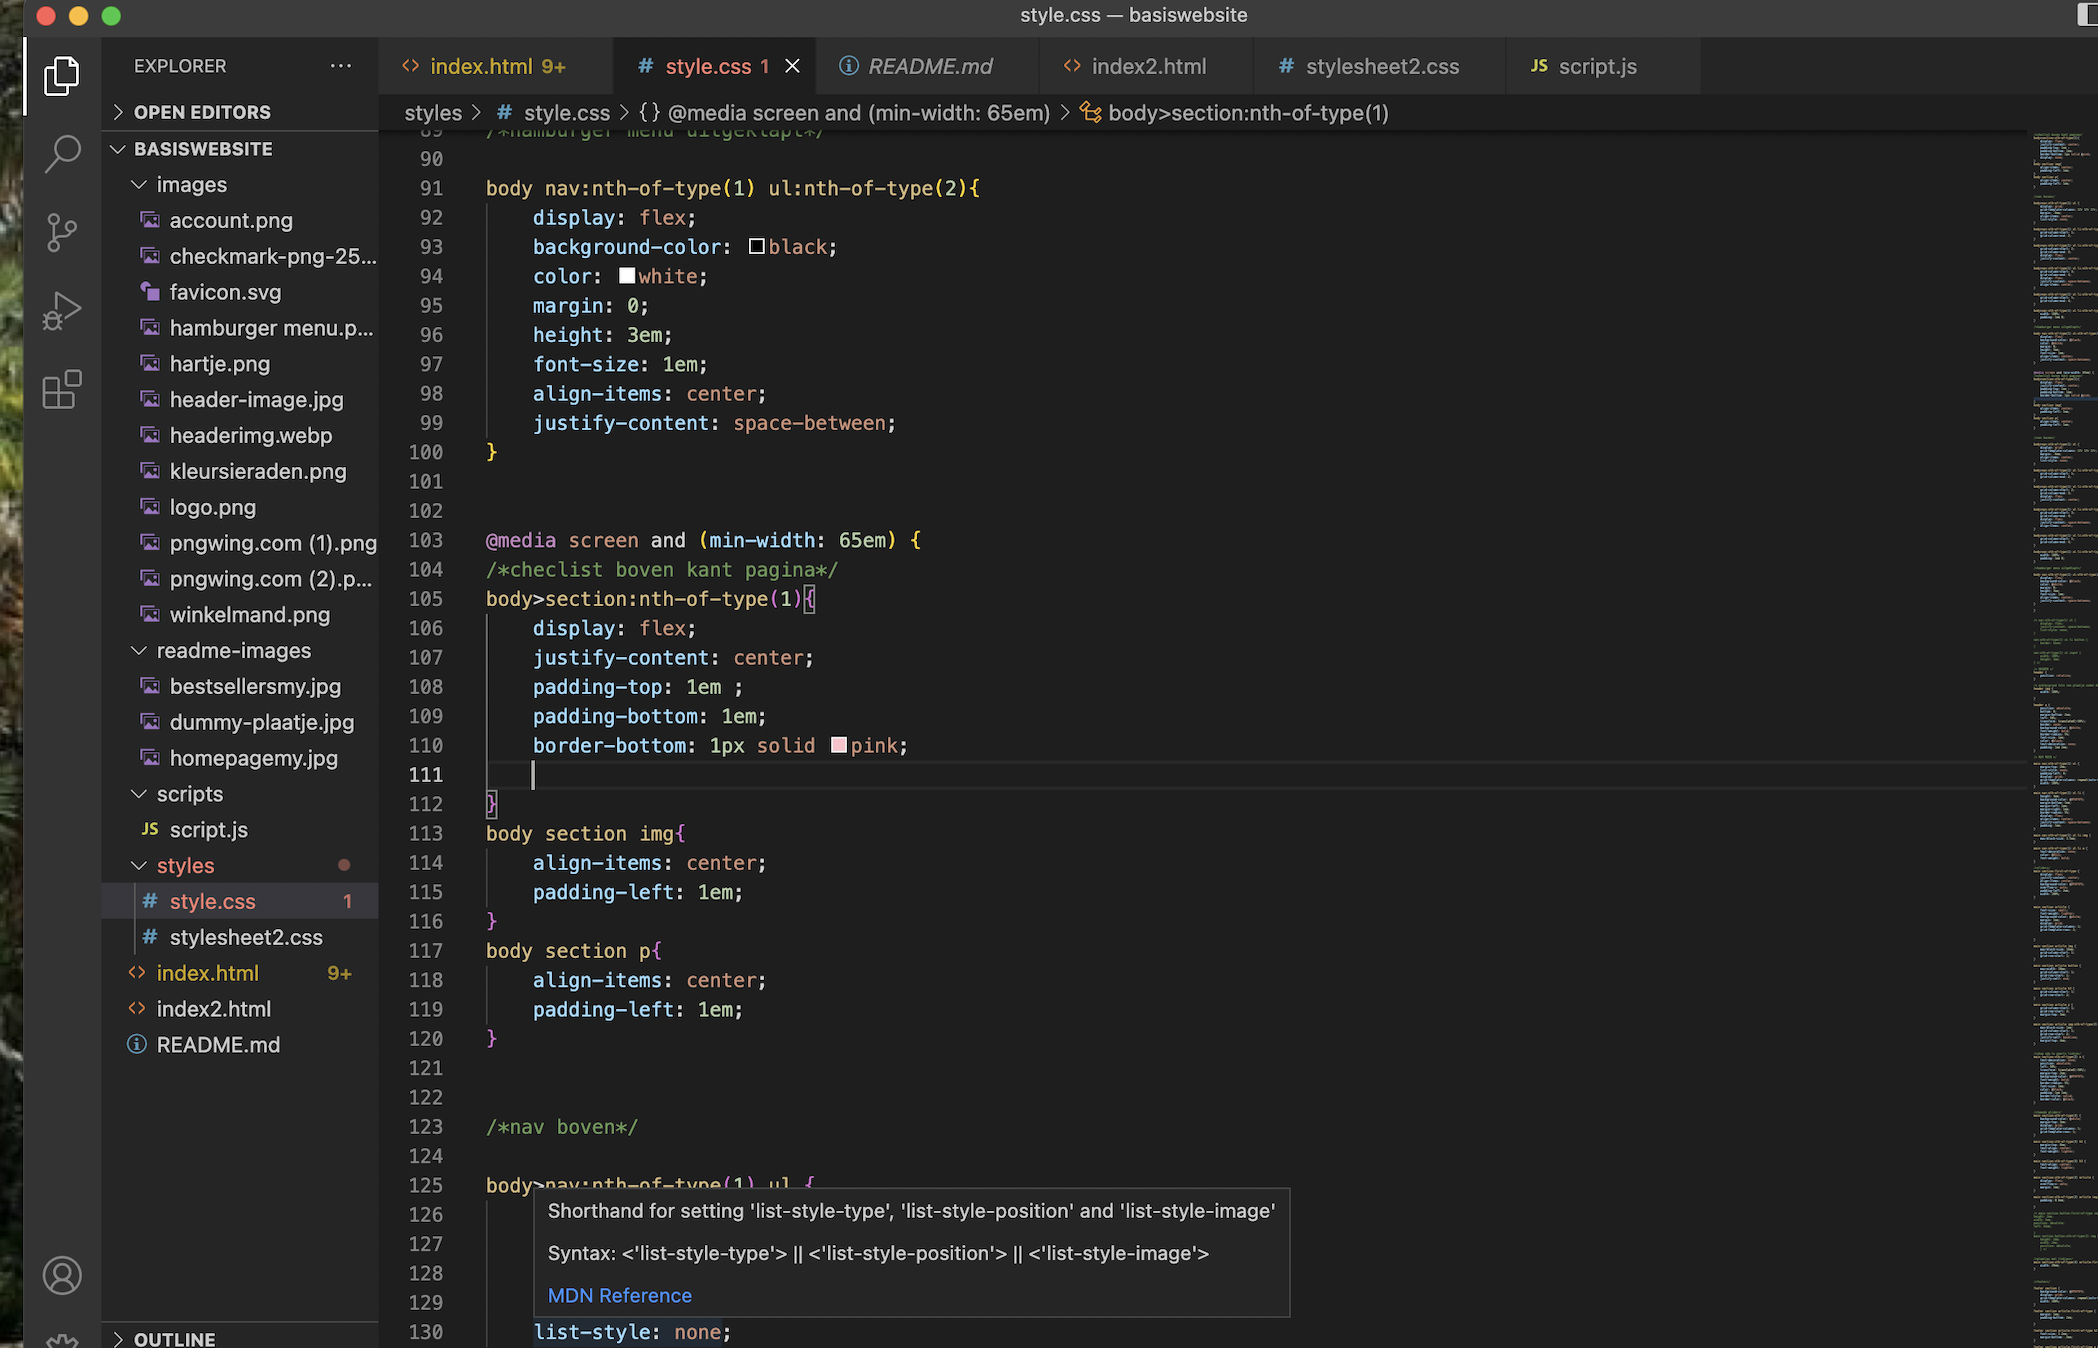 style.css — basiswebsite
EXPLORER ···
index.html 9+
style.css 1
README.md
index2.html
stylesheet2.css
JS script.js
OPEN EDITORS
styles > # style.css > {} @media screen and (min-width: 65em) > body>section:nth-of-type(1)
BASISWEBSITE
images
account.png
checkmark-png-25...
favicon.svg
hamburger menu.p...
hartje.png
header-image.jpg
headerimg.webp
kleursieraden.png
logo.png
pngwing.com (1).png
pngwing.com (2).p...
winkelmand.png
readme-images
bestsellersmy.jpg
dummy-plaatje.jpg
homepagemy.jpg
scripts
JS script.js
styles
# style.css 1
# stylesheet2.css
index.html 9+
index2.html
README.md
OUTLINE
89 /*hamburger menu uitgeklapt*/
90
91 body nav:nth-of-type(1) ul:nth-of-type(2){
92 display: flex;
93 background-color: black;
94 color: white;
95 margin: 0;
96 height: 3em;
97 font-size: 1em;
98 align-items: center;
99 justify-content: space-between;
100 }
101
102
103 @media screen and (min-width: 65em) {
104 /*checlist boven kant pagina*/
105 body>section:nth-of-type(1){
106 display: flex;
107 justify-content: center;
108 padding-top: 1em ;
109 padding-bottom: 1em;
110 border-bottom: 1px solid pink;
111
112 }
113 body section img{
114 align-items: center;
115 padding-left: 1em;
116 }
117 body section p{
118 align-items: center;
119 padding-left: 1em;
120 }
121
122
123 /*nav boven*/
124
125 body>nav:nth-of-type(1) ul {
126
127
128
129
Shorthand for setting 'list-style-type', 'list-style-position' and 'list-style-image'
Syntax: <'list-style-type'> || <'list-style-position'> || <'list-style-image'>
MDN Reference
130 list-style: none;